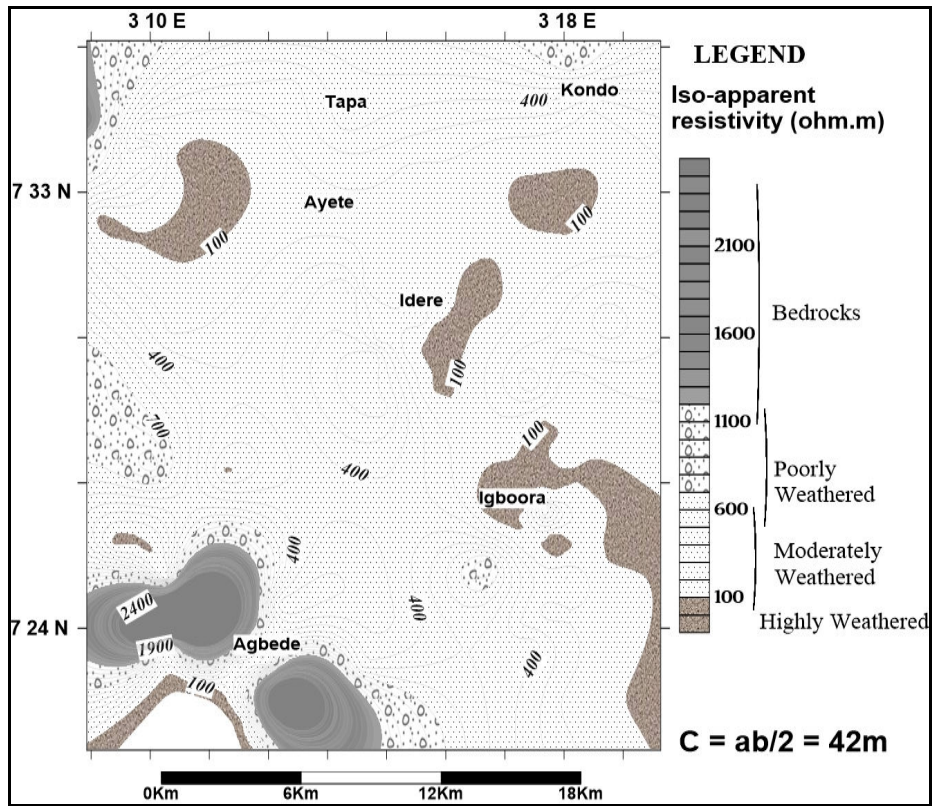 3 10 E
3 18 E
LEGEND
Iso-apparent
resistivity (ohm.m)
Kondo
400
Tapa
7 33 N
Ayete
100
100
2100
Idere
Bedrocks
1600
400
100
700
1100
100
400
Poorly
Weathered
Igboora
600
400
Moderately
Weathered
2400
400
100
Highly Weathered
7 24 N
1900
Agbede
400
100
C = ab/2 = 42m
0Km
6Km
12Km
18Km